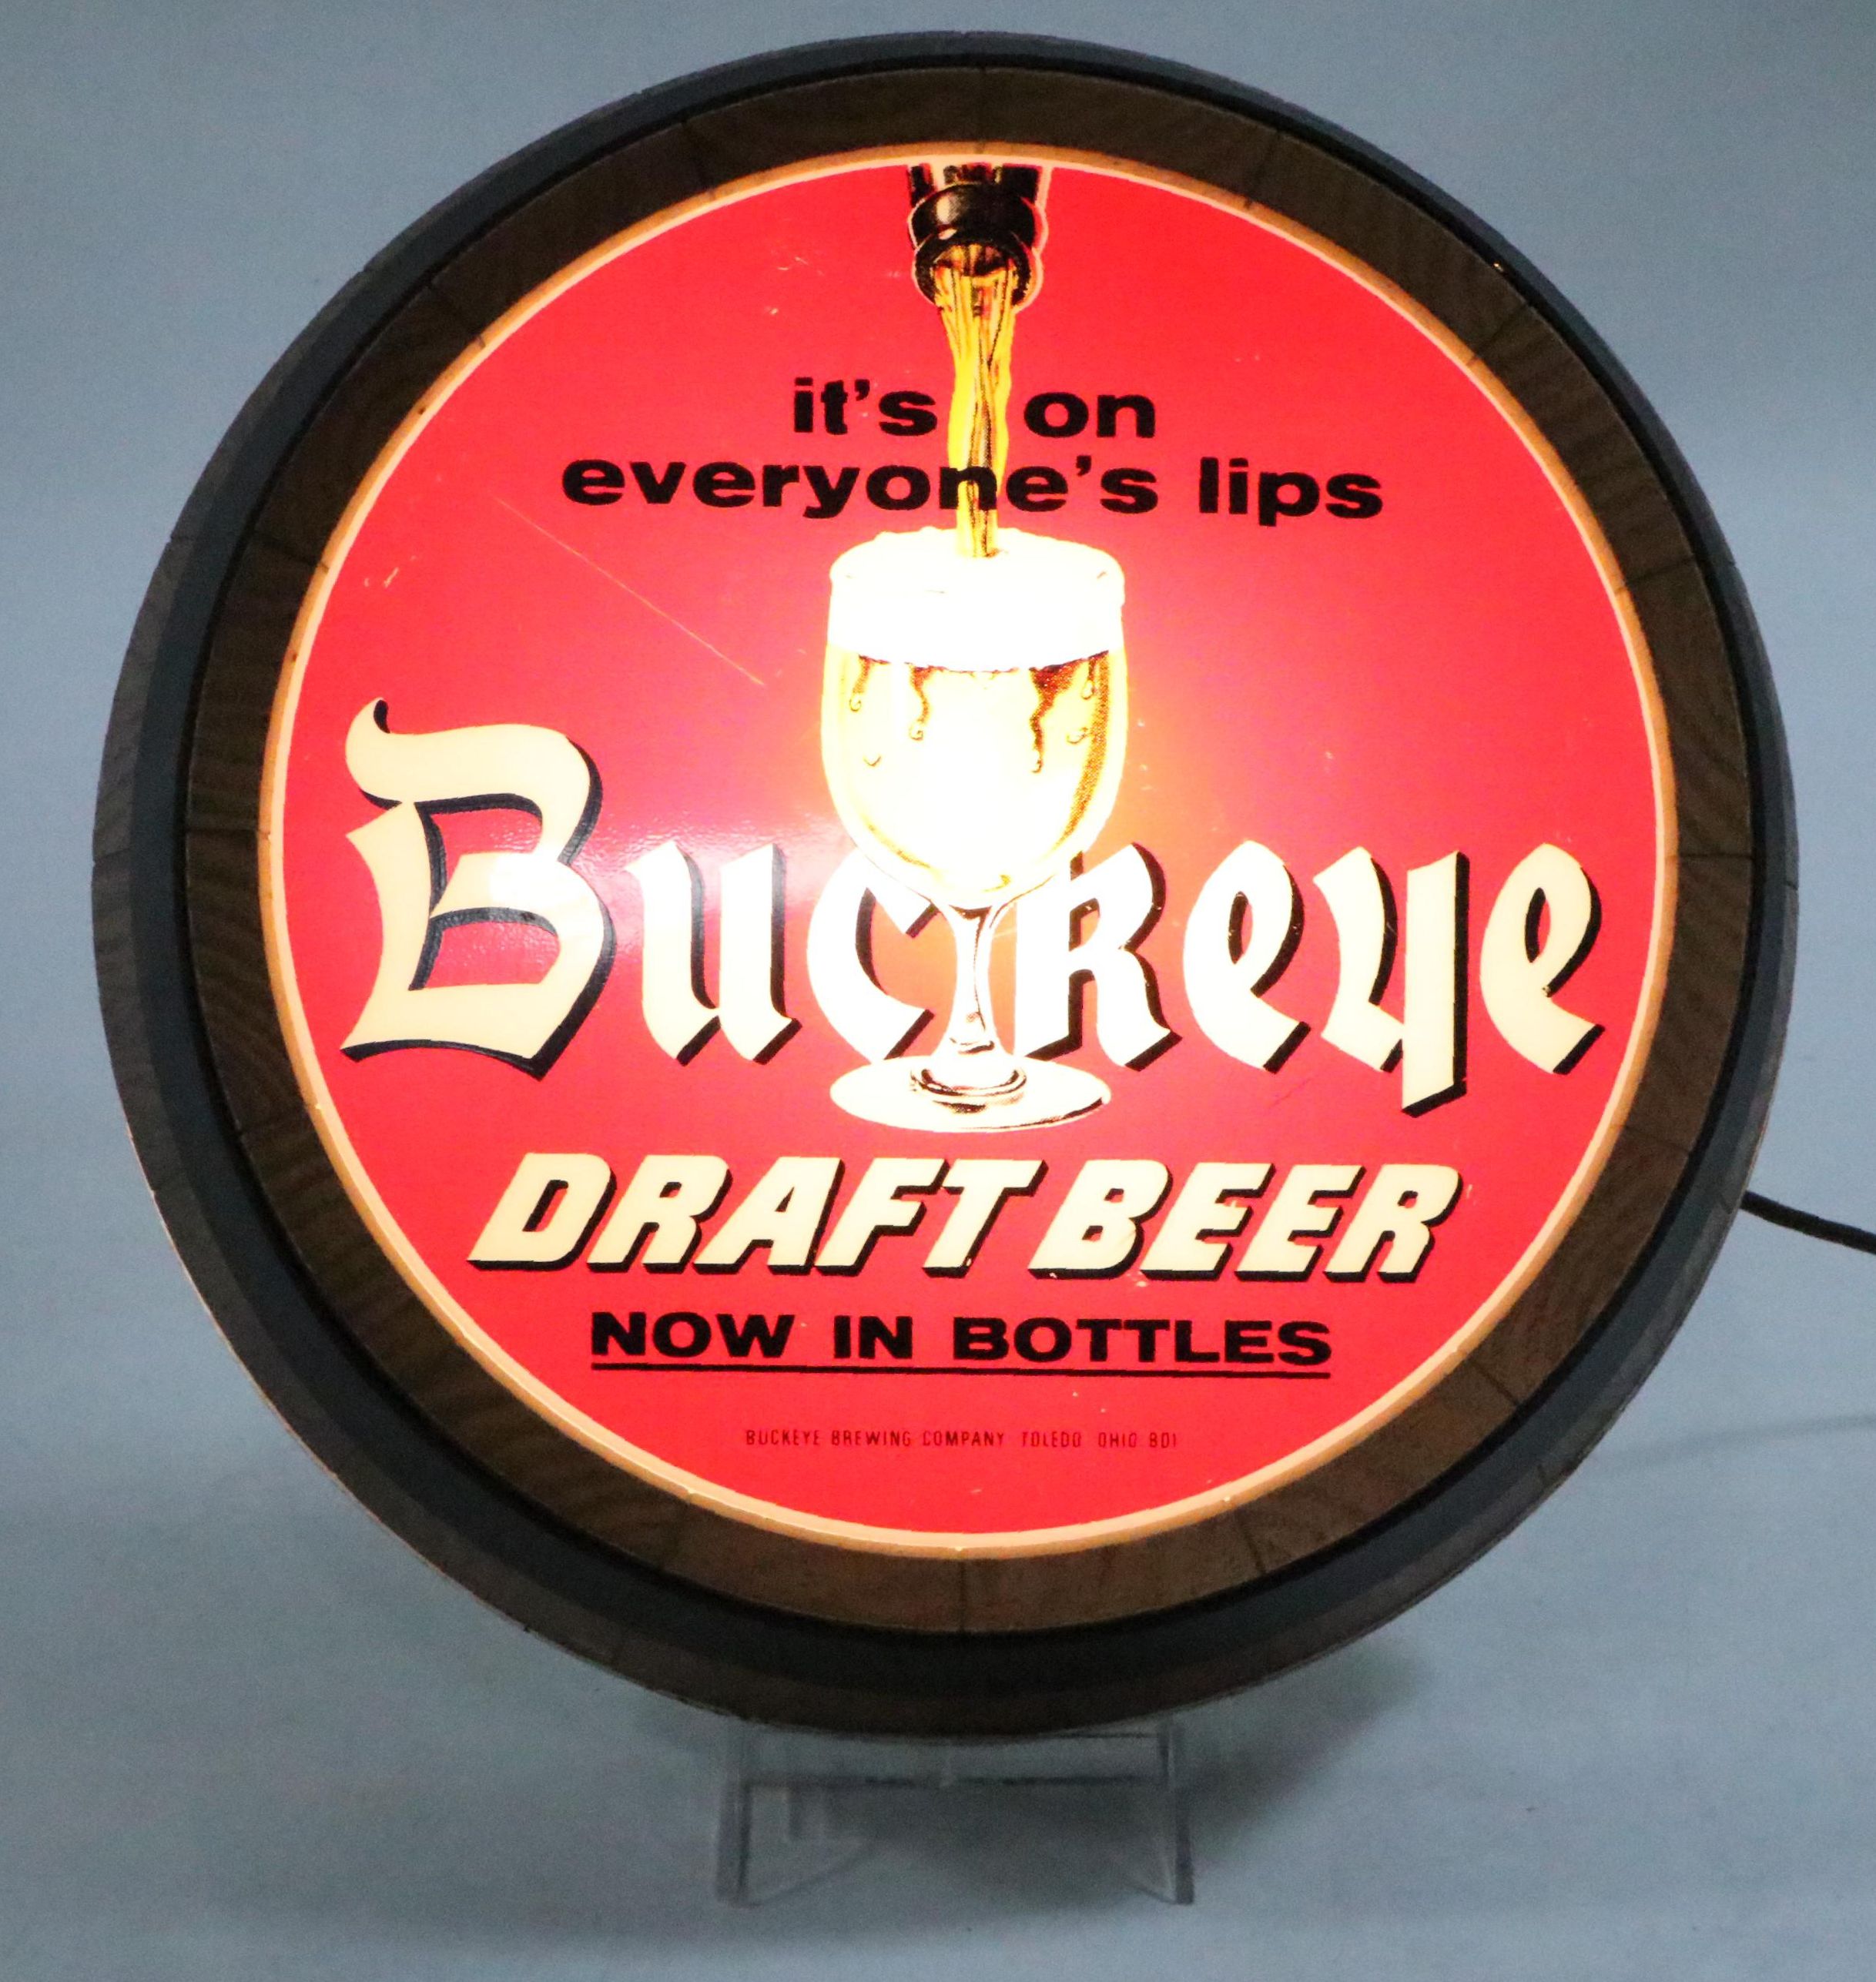 it's on
everyone's lips
Buckeye
DRAFT BEER
NOW IN BOTTLES
BUCKEYE BREWING COMPANY TOLEDO OHIO